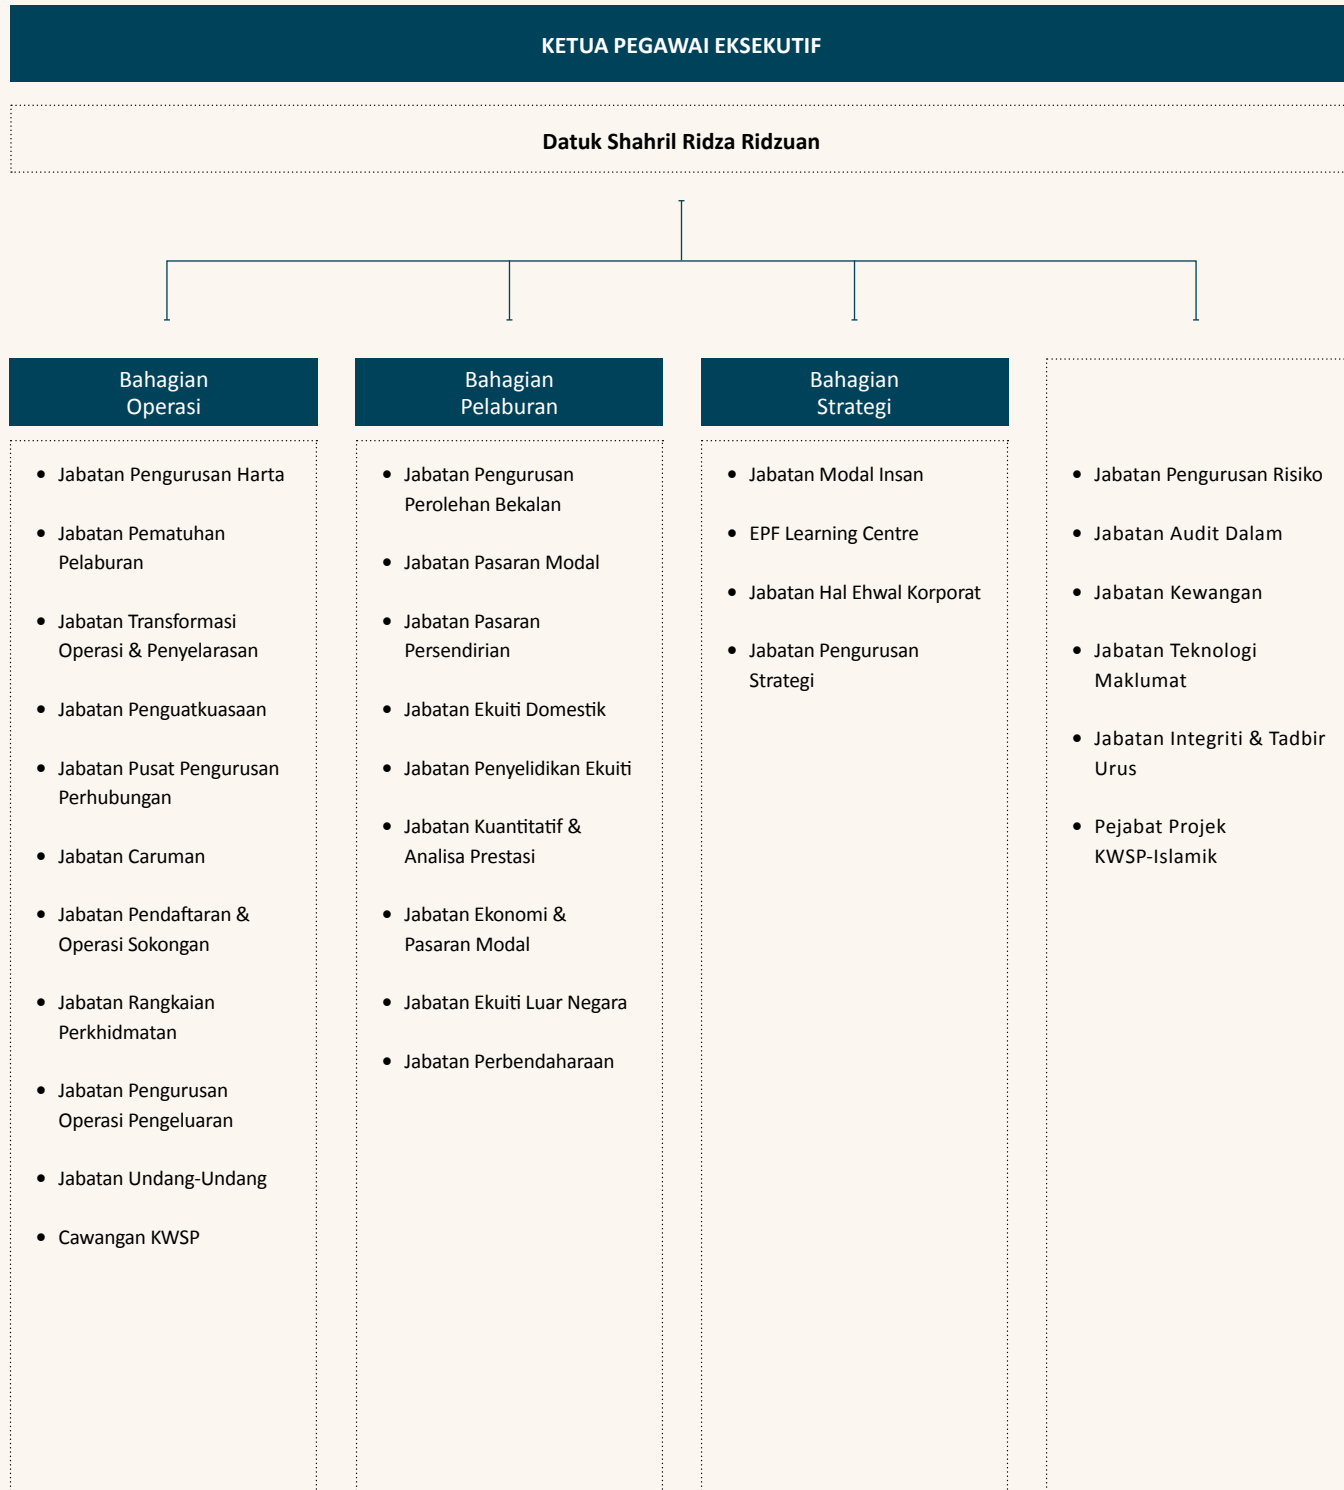 KETUA PEGAWAI EKSEKUTIF
Datuk Shahril Ridza Ridzuan
Bahagian
Operasi
• Jabatan Pengurusan Harta
• Jabatan Pematuhan
Pelaburan
• Jabatan Transformasi
Operasi & Penyelarasan
• Jabatan Penguatkuasaan
• Jabatan Pusat Pengurusan
Perhubungan
• Jabatan Caruman
• Jabatan Pendaftaran &
Operasi Sokongan
• Jabatan Rangkaian
Perkhidmatan
• Jabatan Pengurusan
Operasi Pengeluaran
• Jabatan Undang-Undang
• Cawangan KWSP
Bahagian
Pelaburan
• Jabatan Pengurusan
Perolehan Bekalan
• Jabatan Pasaran Modal
• Jabatan Pasaran
Persendirian
• Jabatan Ekuiti Domestik
• Jabatan Penyelidikan Ekuiti
• Jabatan Kuantitatif &
Analisa Prestasi
• Jabatan Ekonomi &
Pasaran Modal
• Jabatan Ekuiti Luar Negara
• Jabatan Perbendaharaan
Bahagian
Strategi
• Jabatan Modal Insan
• EPF Learning Centre
• Jabatan Hal Ehwal Korporat
• Jabatan Pengurusan
Strategi
• Jabatan Pengurusan Risiko
• Jabatan Audit Dalam
• Jabatan Kewangan
• Jabatan Teknologi
Maklumat
• Jabatan Integriti & Tadbir
Urus
• Pejabat Projek
KWSP-Islamik